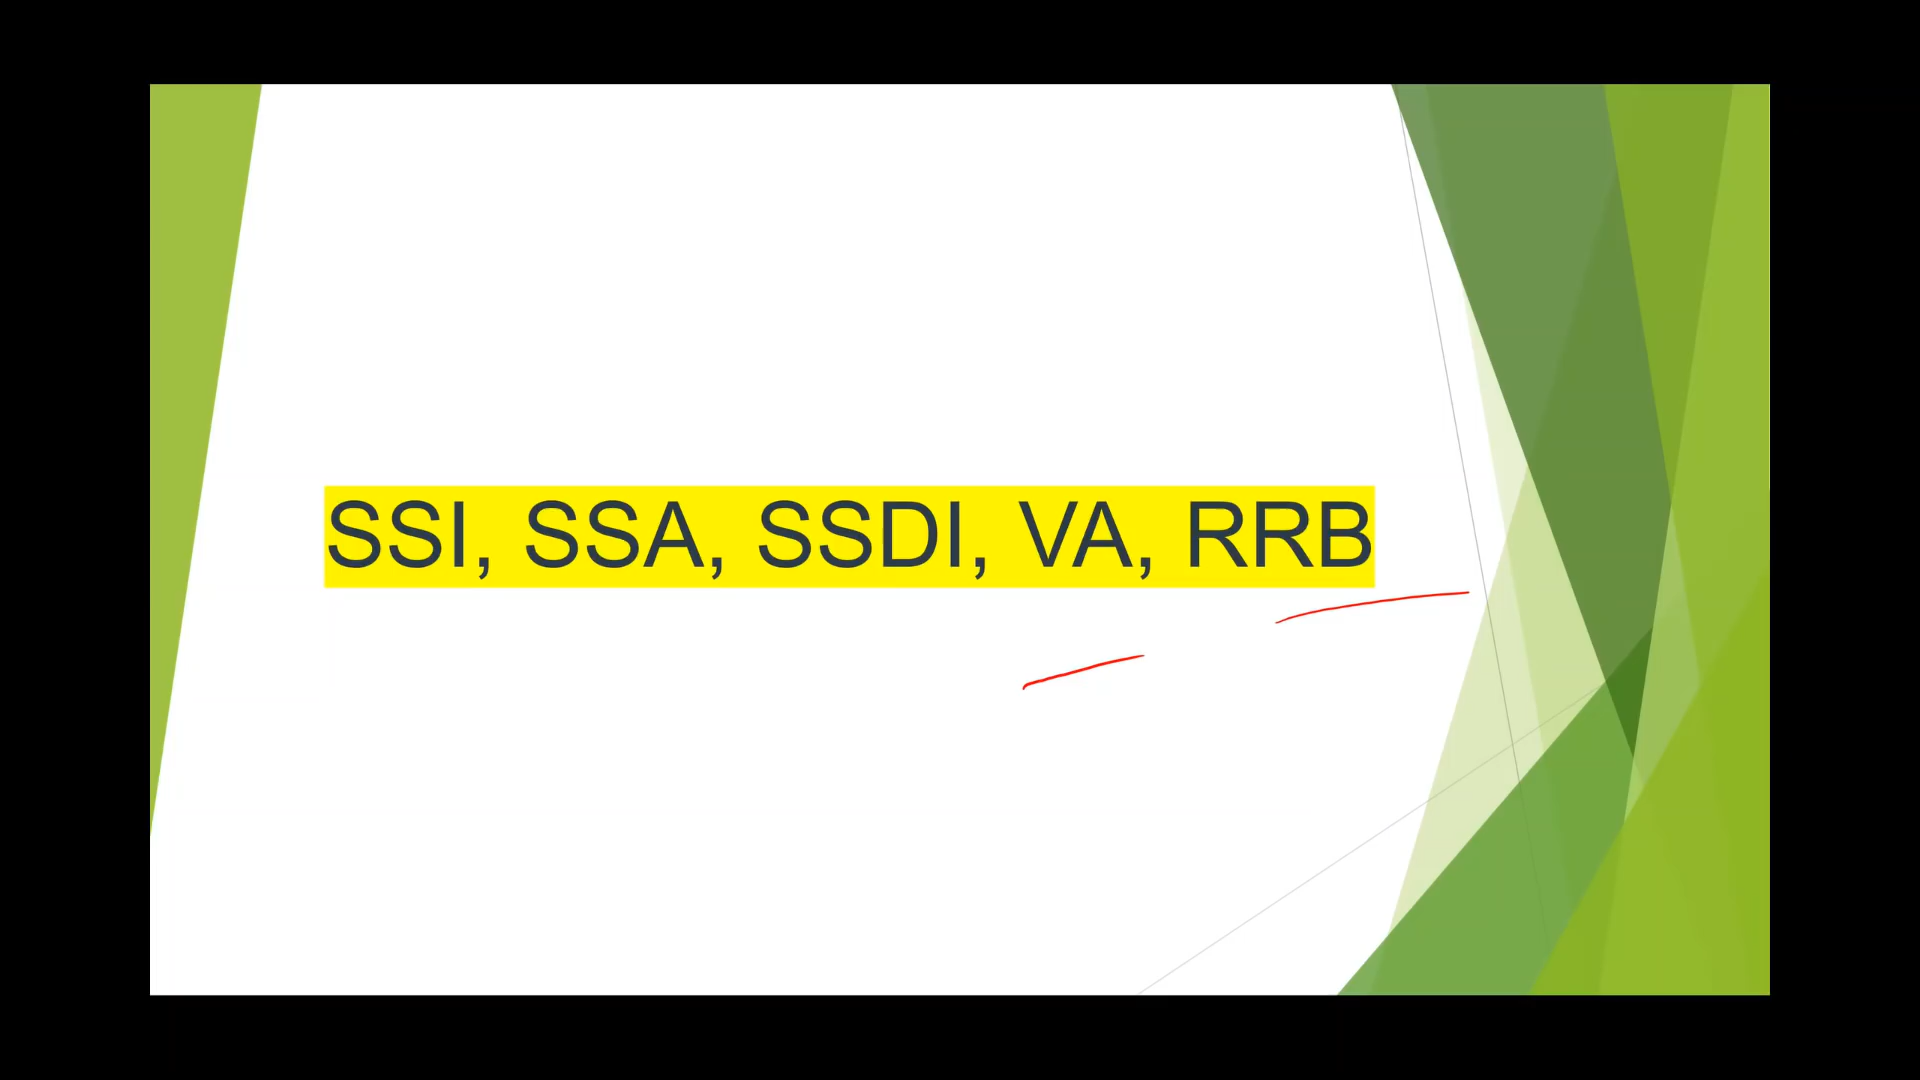 SSI, SSA, SSDI, VA, RRB